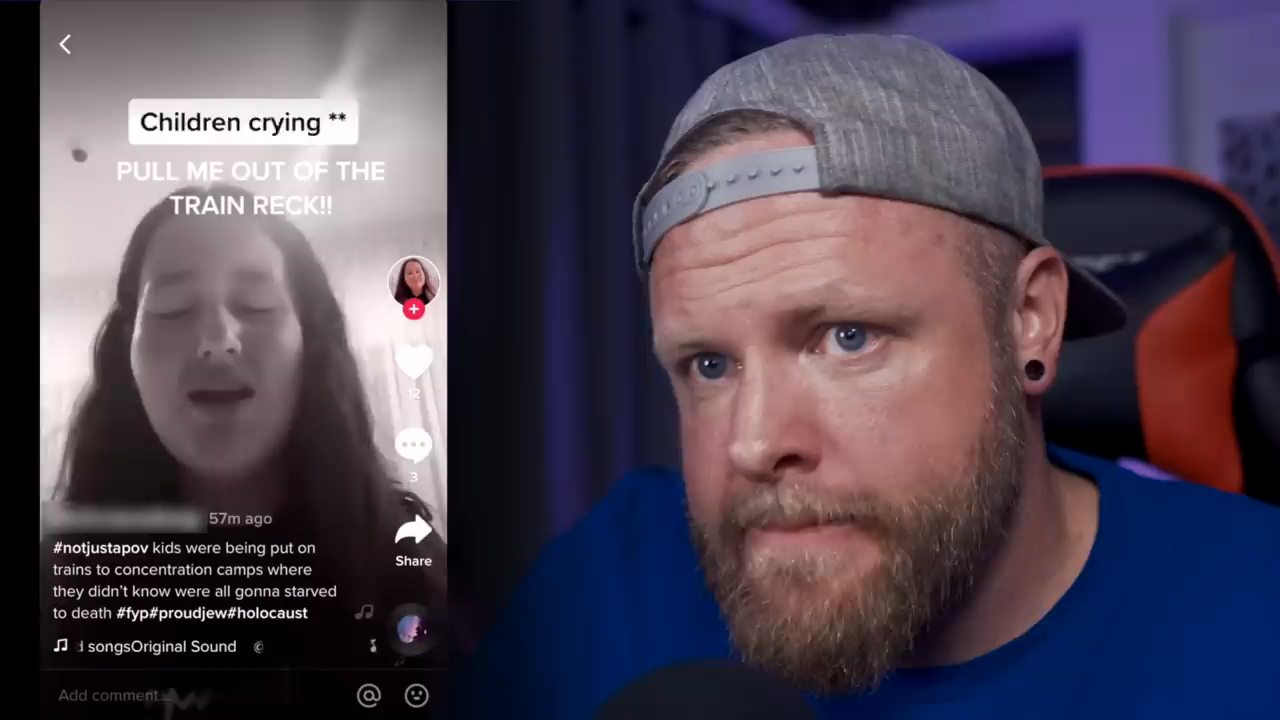 Children crying **
PULL ME OUT OF THE
TRAIN RECK!!
12
3
57m ago
Share
#notjustapov kids were being put on
trains to concentration camps where
they didn't know were all gonna starved
to death #fyp#proudjew#holocaust
d songsOriginal Sound
Add comment...